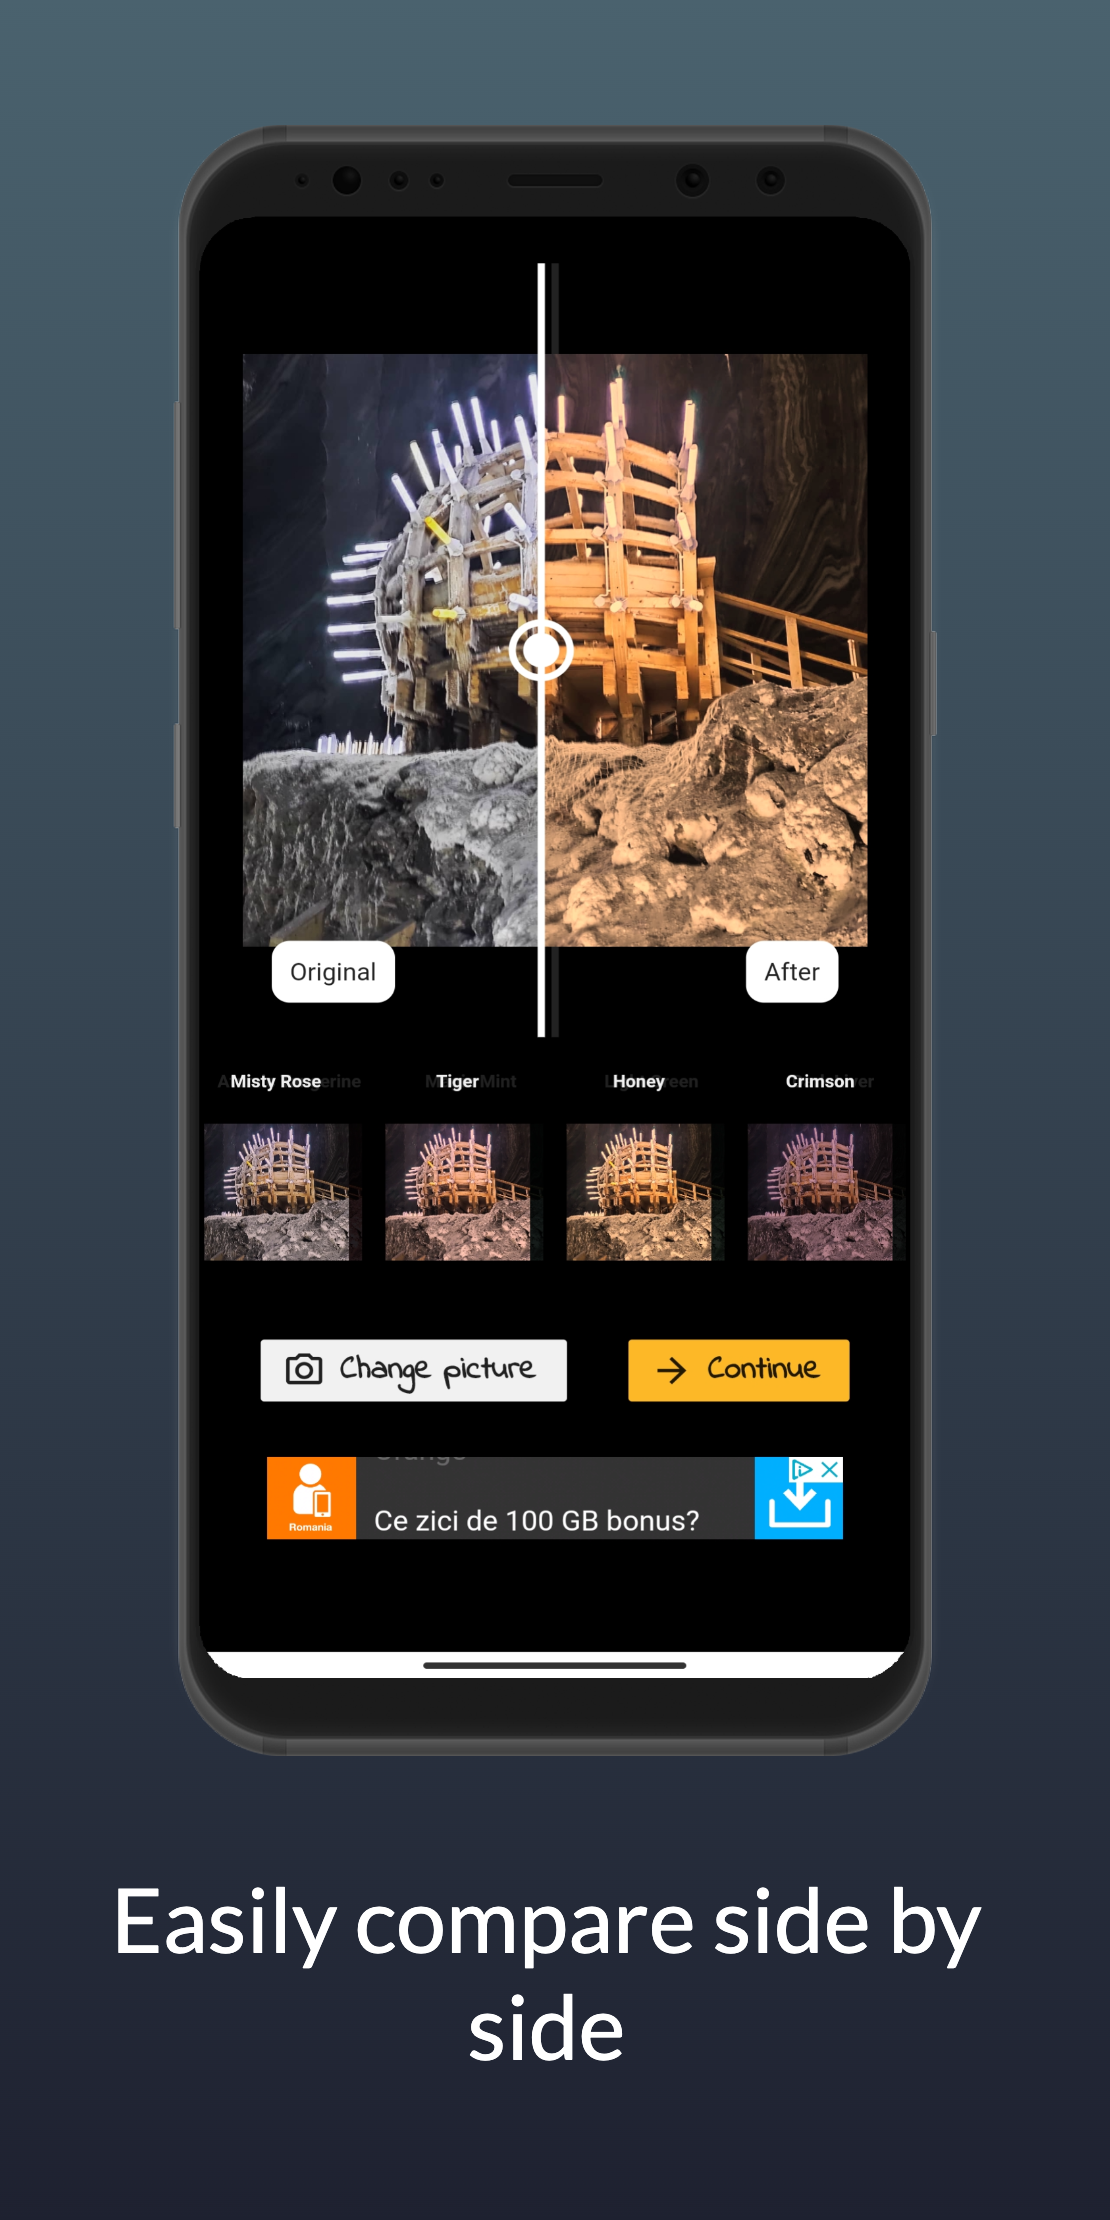 Original
After
Misty Rose
Tiger
Honey
Crimson
Change picture
Continue
Orange
Romania
Ce zici de 100 GB bonus?
Easily compare side by
side